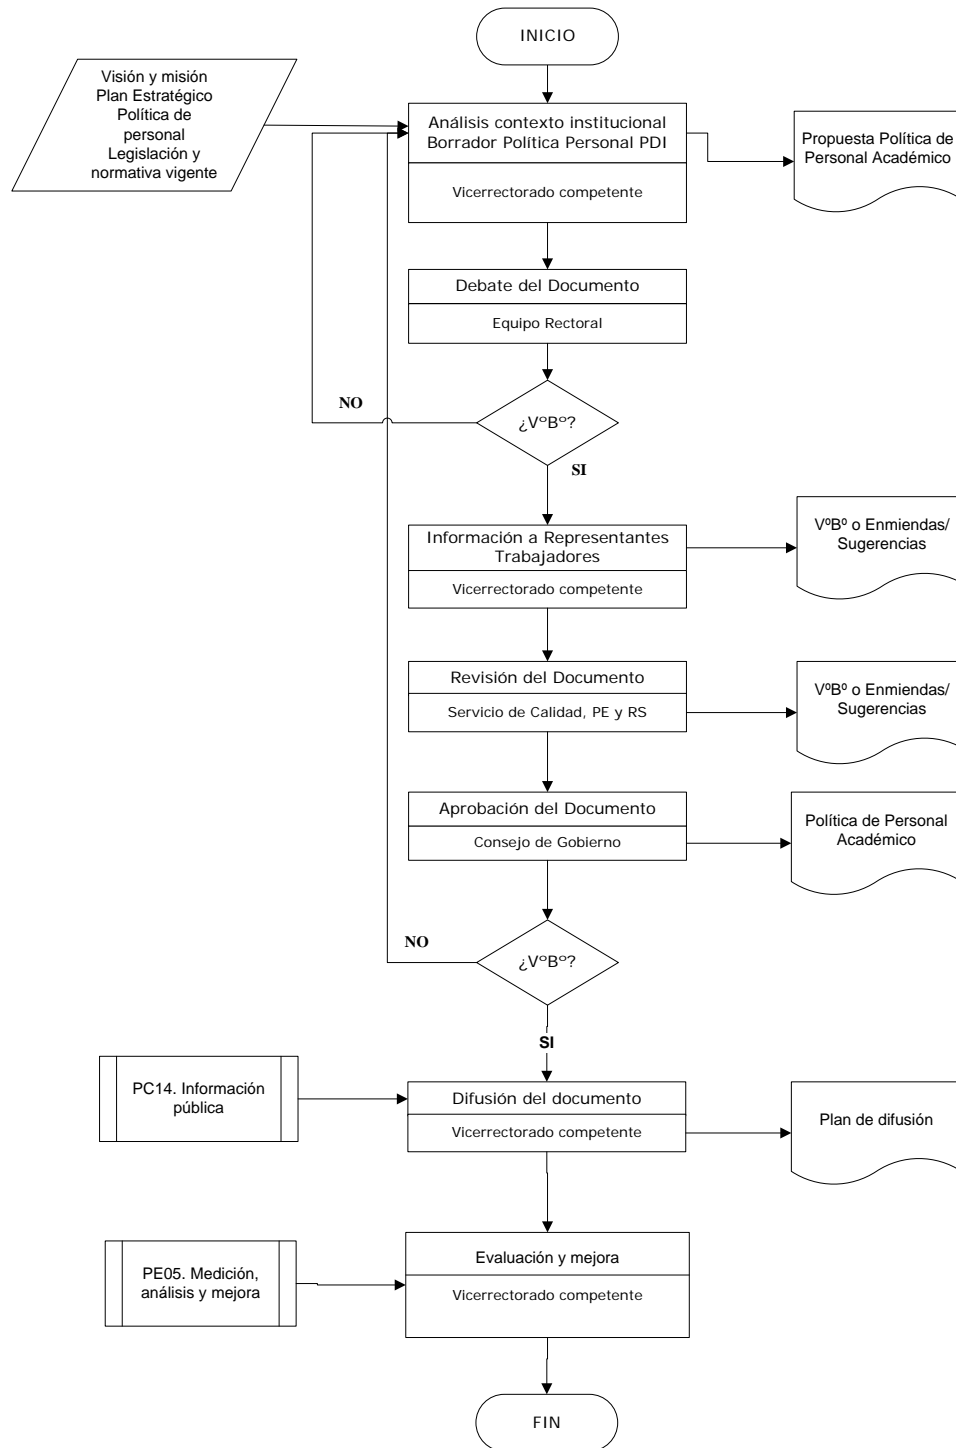 INICIO
Visión y misión
Plan Estratégico
Política de
personal
Legislación y
normativa vigente
Análisis contexto institucional
Borrador Política Personal PDI
Vicerrectorado competente
Propuesta Política de
Personal Académico
Debate del Documento
Equipo Rectoral
NO
¿VºBº?
SI
Información a Representantes
Trabajadores
Vicerrectorado competente
VºBº o Enmiendas/
Sugerencias
Revisión del Documento
Servicio de Calidad, PE y RS
VºBº o Enmiendas/
Sugerencias
Aprobación del Documento
Consejo de Gobierno
Política de Personal
Académico
NO
¿VºBº?
SI
PC14. Información
pública
Difusión del documento
Vicerrectorado competente
Plan de difusión
PE05. Medición,
análisis y mejora
Evaluación y mejora
Vicerrectorado competente
FIN